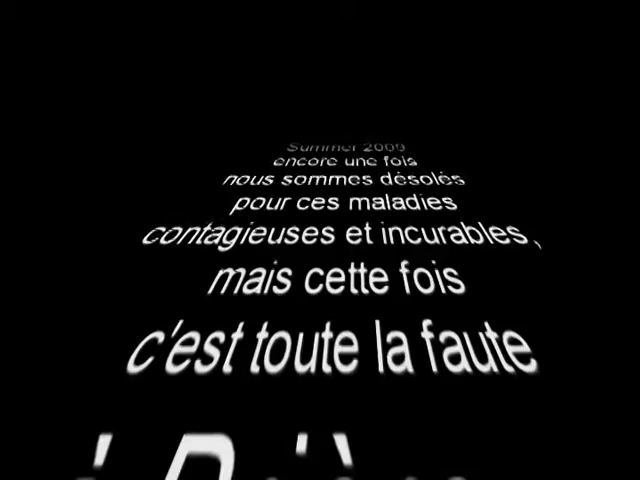 Summer 2009
encore une fois
nous sommes désolés
pour ces maladies
contagieuses et incurables,
mais cette fois
c'est toute la faute